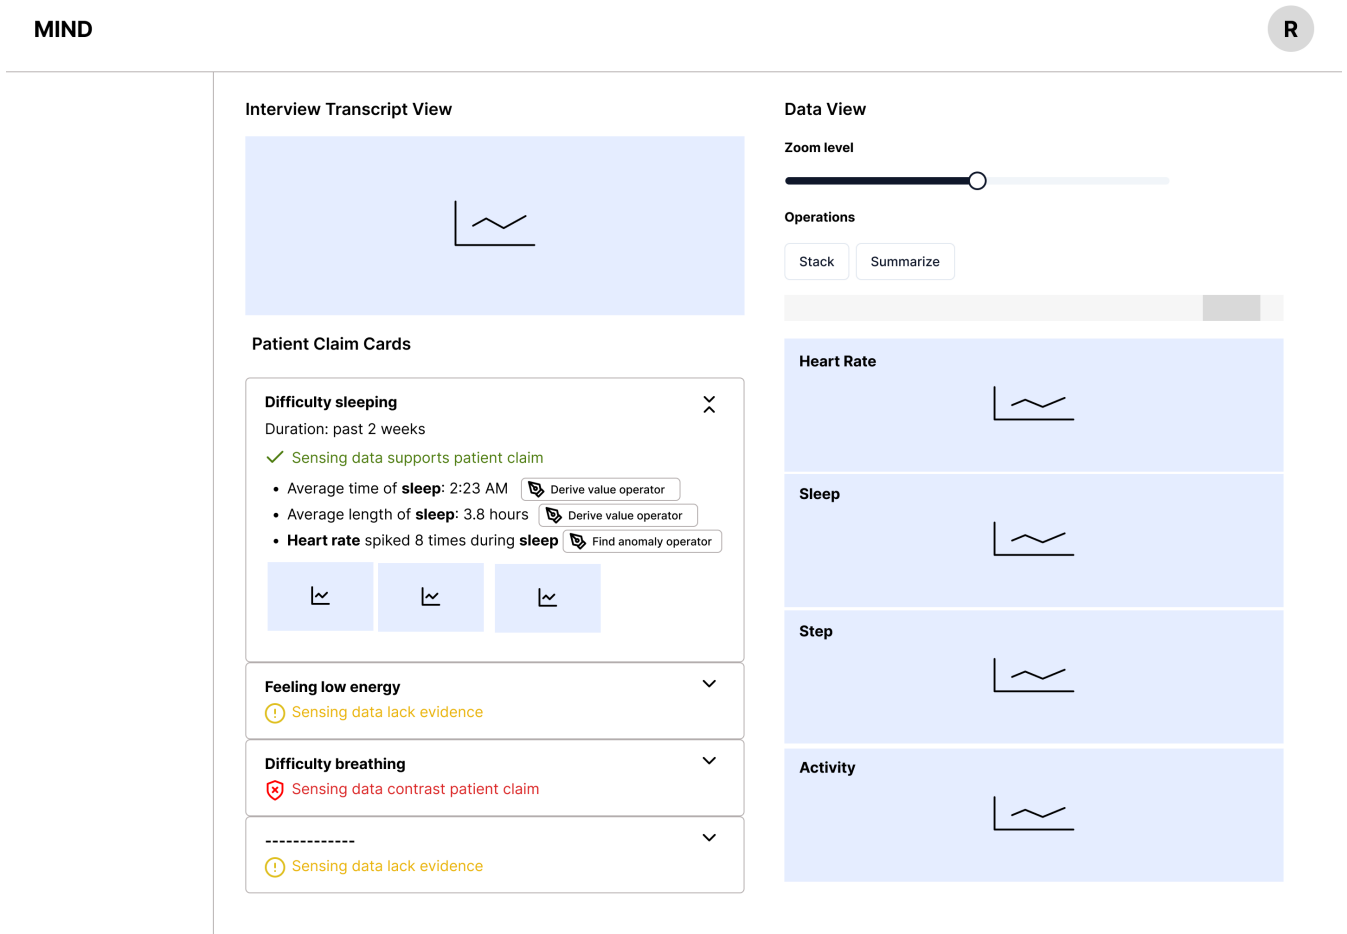 MIND
R
Interview Transcript View
Patient Claim Cards
Difficulty sleeping
Duration: past 2 weeks
Sensing data supports patient claim
• Average time of sleep: 2:23 AM Derive value operator
• Average length of sleep: 3.8 hours Derive value operator
• Heart rate spiked 8 times during sleep Find anomaly operator
Feeling low energy
Sensing data lack evidence
Difficulty breathing
Sensing data contrast patient claim
-------------
Sensing data lack evidence
Data View
Zoom level
Operations
Stack Summarize
Heart Rate
Sleep
Step
Activity